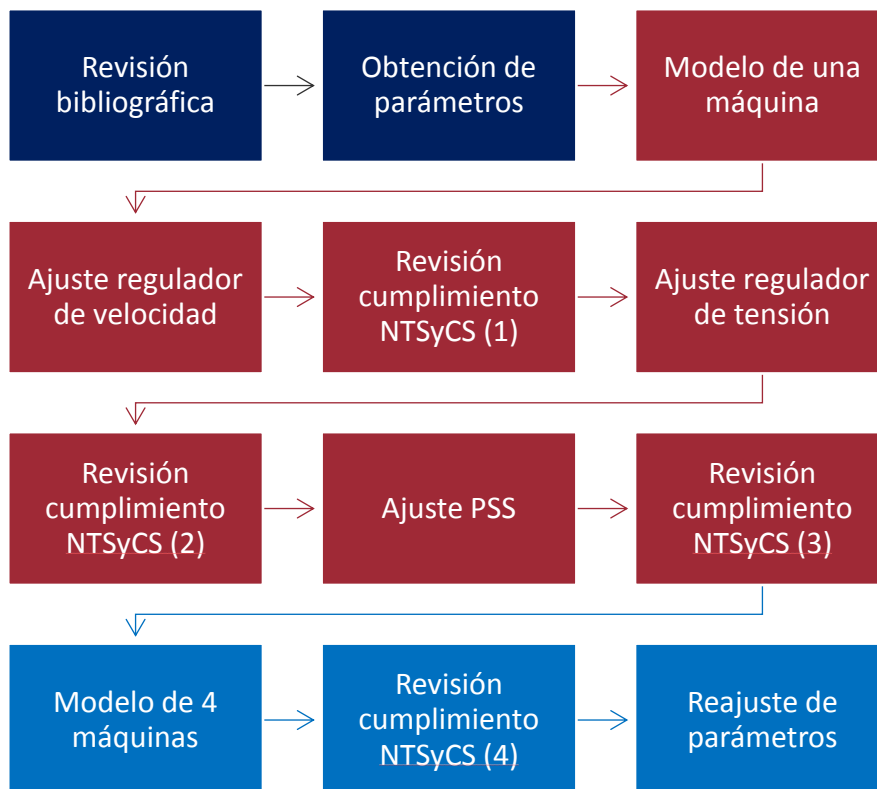 Revisión
bibliográfica
Obtención de
parámetros
Modelo de una
máquina
Ajuste regulador
de velocidad
Revisión
cumplimiento
NTSyCS (1)
Ajuste regulador
de tensión
Revisión
cumplimiento
NTSyCS (2)
Ajuste PSS
Revisión
cumplimiento
NTSyCS (3)
Modelo de 4
máquinas
Revisión
cumplimiento
NTSyCS (4)
Reajuste de
parámetros